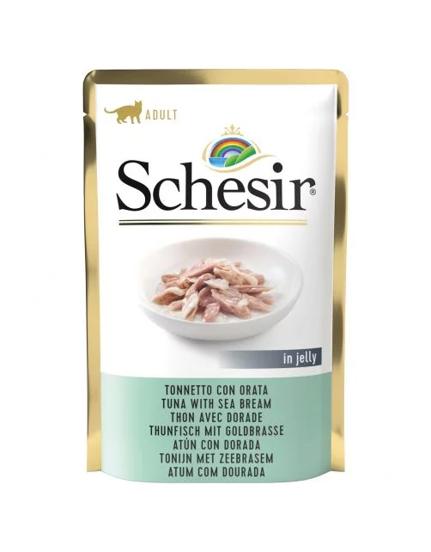 ADULT
Schesir®
in jelly
TONNETTO CON ORATA
TUNA WITH SEA BREAM
THON AVEC DORADE
THUNFISCH MIT GOLDBRASSE
ATÚN CON DORADA
TONIJN MET ZEEBRASEM
ATUM COM DOURADA